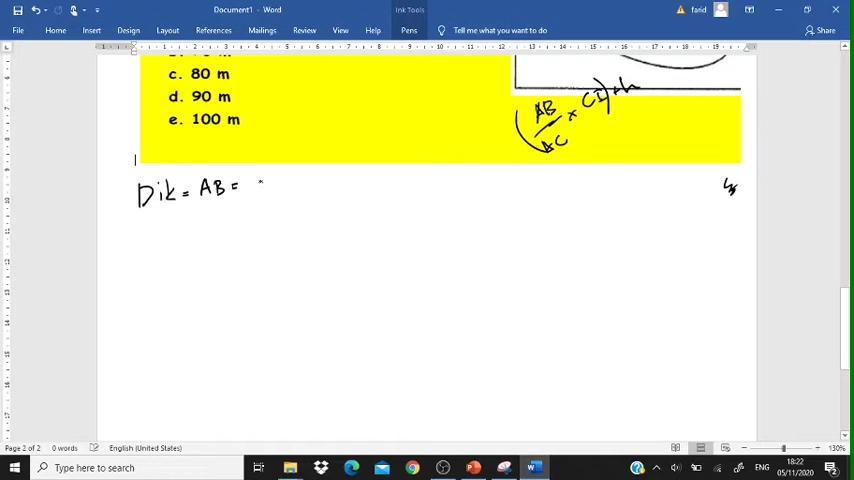 Document1 - Word
Ink Tools
farid
File Home Insert Design Layout References Mailings Review View Help Pens Tell me what you want to do Share
c. 80 m
d. 90 m
e. 100 m
AB
AC
× CD) + h
Dik = AB =
Page 2 of 2 0 words English (United States) 130%
Type here to search
ENG
18:22
05/11/2020